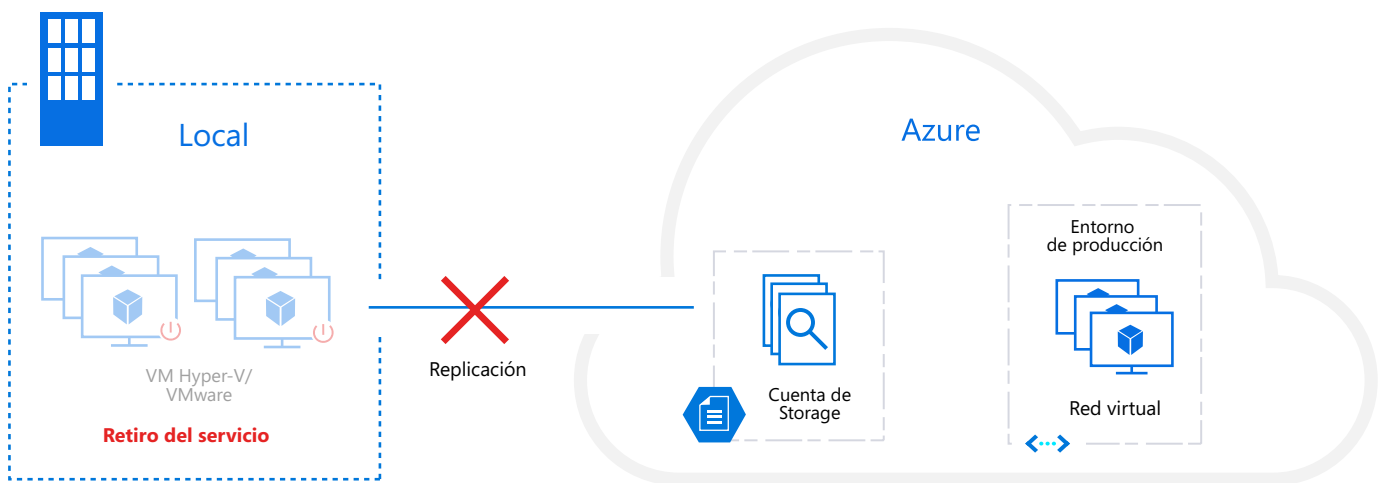 Local
Azure
Entorno
de producción
VM Hyper-V/
VMware
Retiro del servicio
Replicación
Cuenta de
Storage
Red virtual